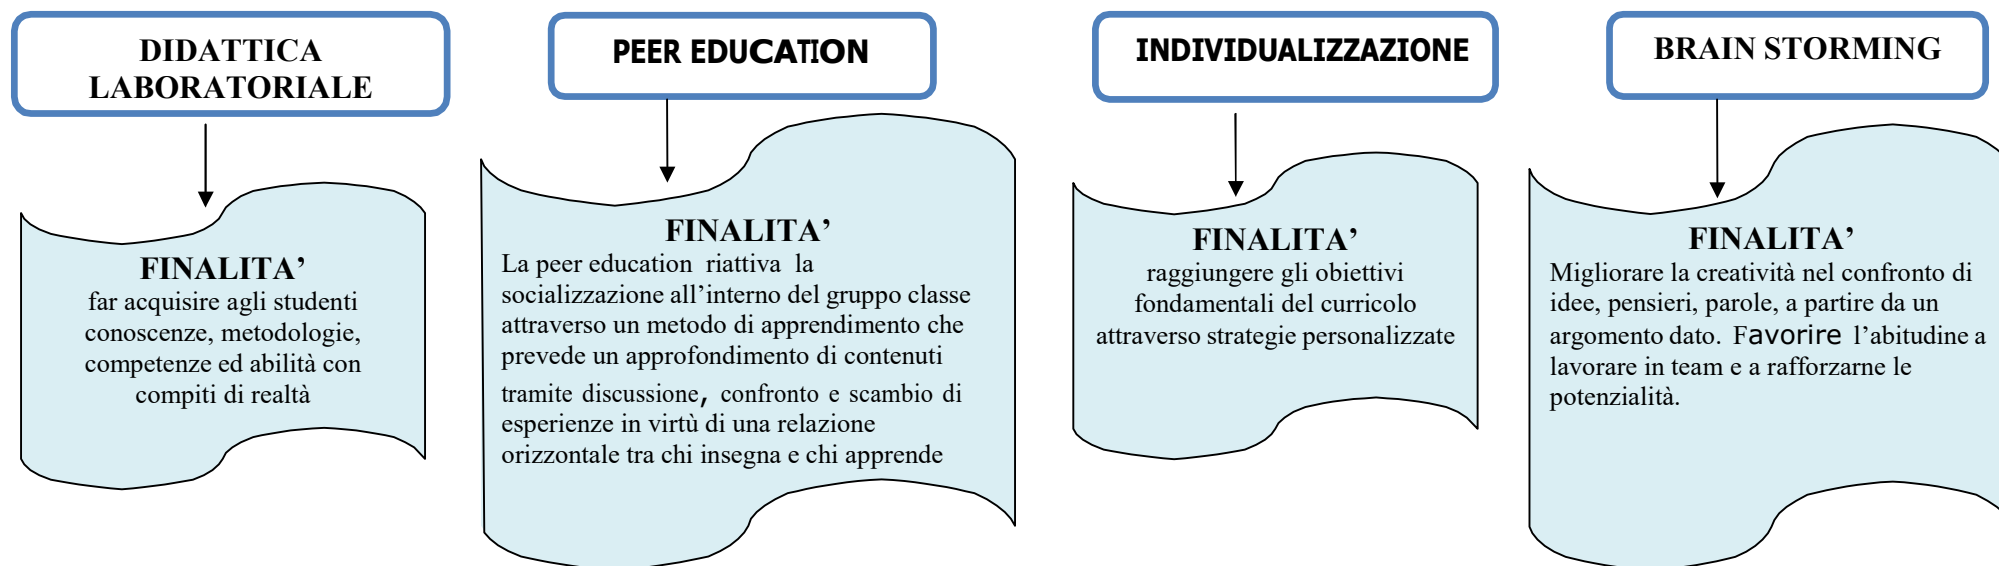 DIDATTICA
LABORATORIALE
FINALITA’
far acquisire agli studenti
conoscenze, metodologie,
competenze ed abilità con
compiti di realtà
PEER EDUCATION
FINALITA’
La peer education riattiva la
socializzazione all’interno del gruppo classe
attraverso un metodo di apprendimento che
prevede un approfondimento di contenuti
tramite discussione, confronto e scambio di
esperienze in virtù di una relazione
orizzontale tra chi insegna e chi apprende
INDIVIDUALIZZAZIONE
FINALITA’
raggiungere gli obiettivi
fondamentali del curricolo
attraverso strategie personalizzate
BRAIN STORMING
FINALITA’
Migliorare la creatività nel confronto di
idee, pensieri, parole, a partire da un
argomento dato. Favorire l’abitudine a
lavorare in team e a rafforzarne le
potenzialità.